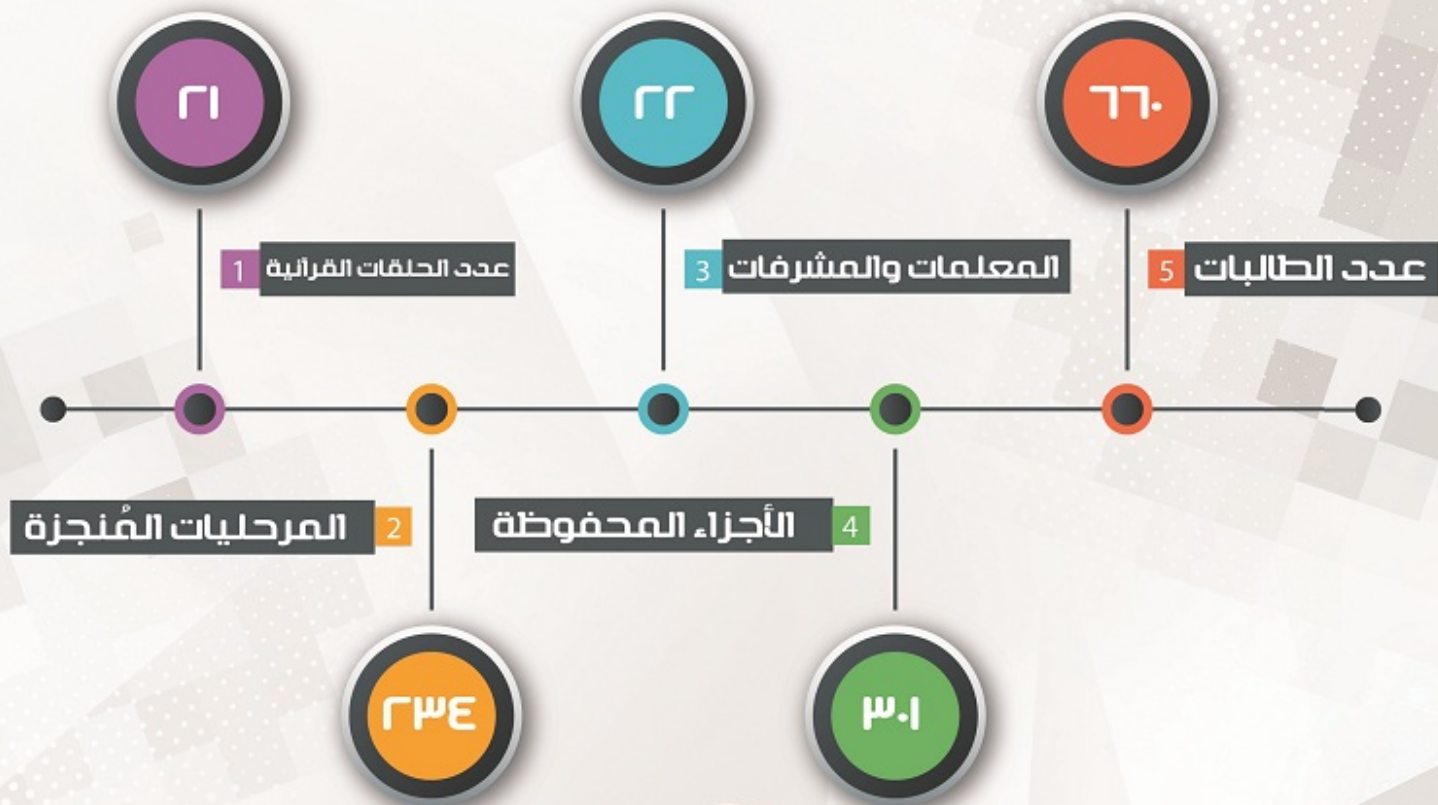 ٢١
1 عدد الحلقات القرآنية
المرحليات المُنجزة 2
٢٣٤
٢٢
3 المعلمات والمشرفات
الأجزاء المحفوظة 4
٣٠١
٦٦٠
5 عدد الطالبات